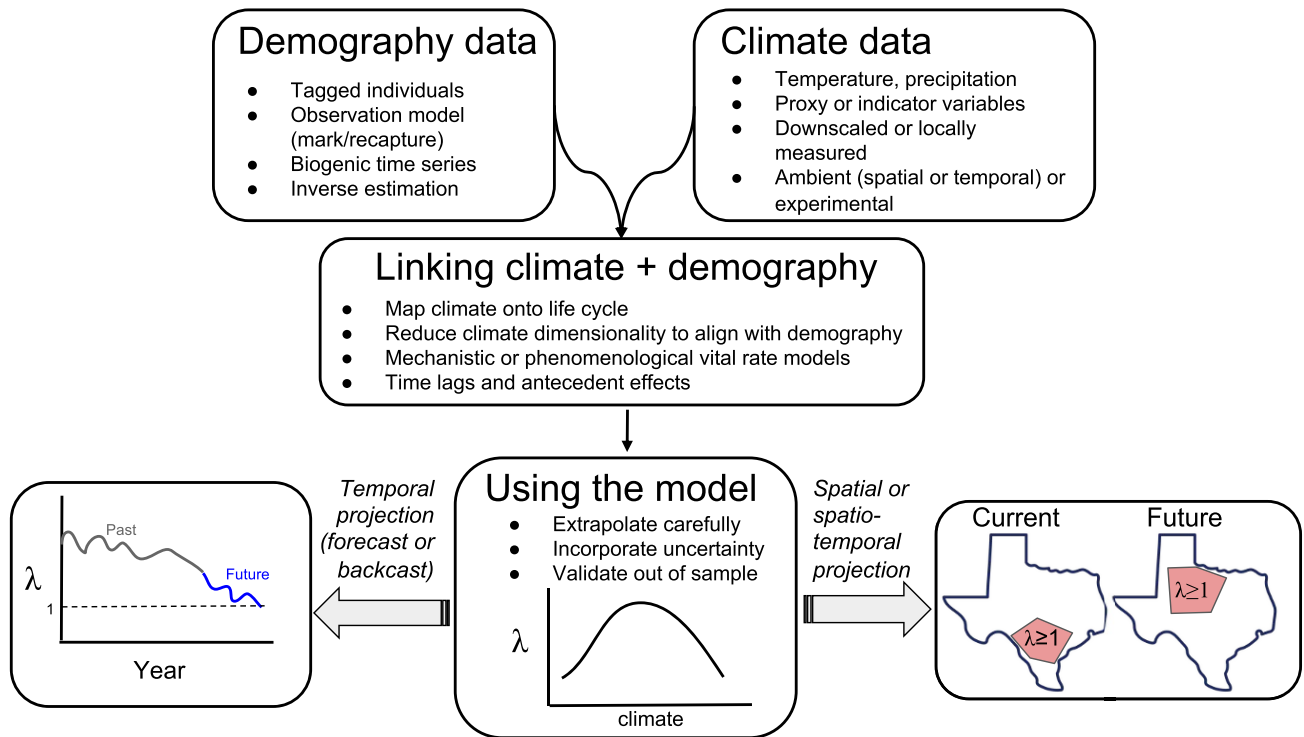 Demography data
● Tagged individuals
● Observation model
(mark/recapture)
● Biogenic time series
● Inverse estimation
Climate data
● Temperature, precipitation
● Proxy or indicator variables
● Downscaled or locally
measured
● Ambient (spatial or temporal) or
experimental
Linking climate + demography
● Map climate onto life cycle
● Reduce climate dimensionality to align with demography
● Mechanistic or phenomenological vital rate models
● Time lags and antecedent effects
Past
Future
λ
1
Year
Temporal
projection
(forecast or
backcast)
Using the model
● Extrapolate carefully
● Incorporate uncertainty
● Validate out of sample
λ
climate
Spatial or
spatio-
temporal
projection
Current
Future
λ≥1
λ≥1